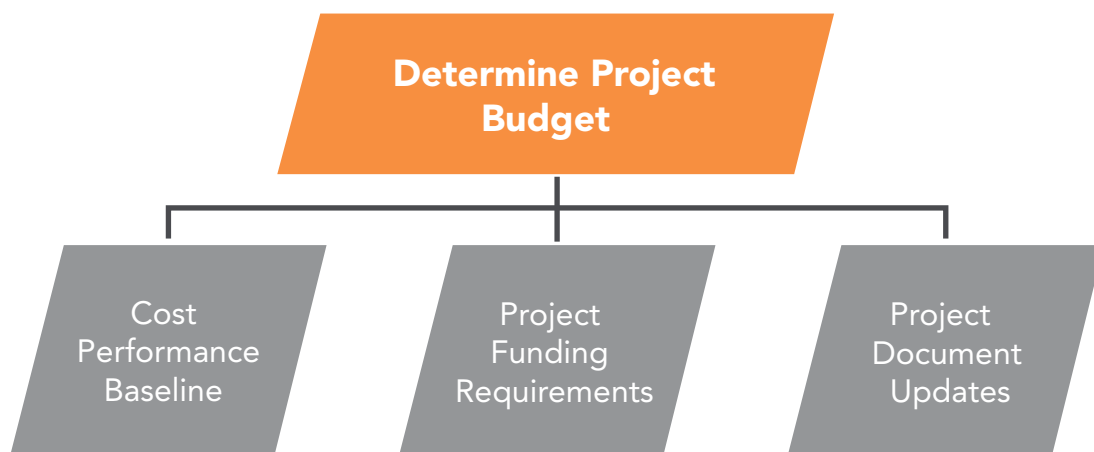 Determine Project
Budget
Cost
Performance
Baseline
Project
Funding
Requirements
Project
Document
Updates